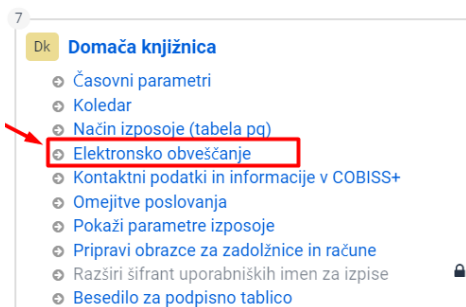 7
Dk Domača knjižnica
Časovni parametri
Koledar
Način izposoje (tabela pq)
Elektronsko obveščanje
Kontaktni podatki in informacije v COBISS+
Omejitve poslovanja
Pokaži parametre izposoje
Pripravi obrazce za zadolžnice in račune
Razširi šifrant uporabniških imen za izpise
Besedilo za podpisno tablico